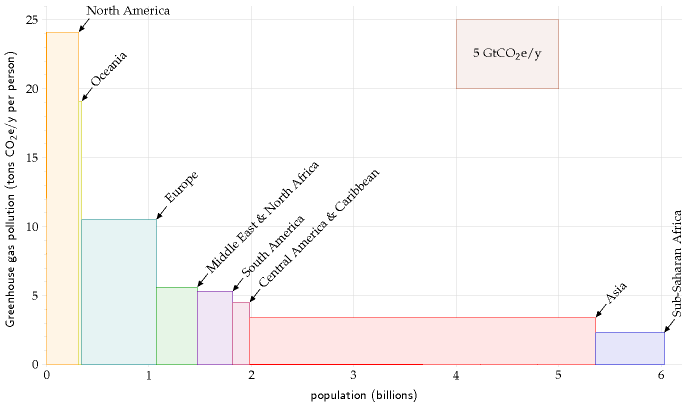 North America
25
Oceania
5 GtCO₂e/y
20
Greenhouse gas pollution (tons CO₂e/y per person)
15
Europe
Middle East & North Africa
South America
Central America & Caribbean
10
Asia
Sub-Saharan Africa
5
0
0 1 2 3 4 5 6
population (billions)